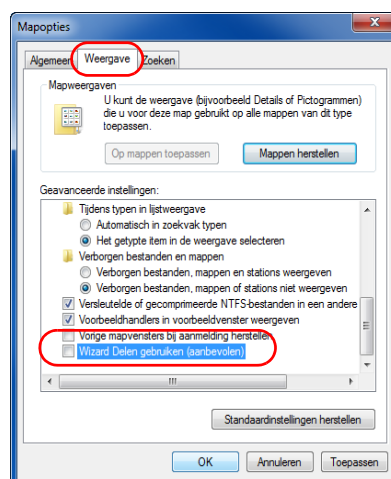 Mapopties
Algemeen Weergave Zoeken
Mapweergaven
U kunt de weergave (bijvoorbeeld Details of Pictogrammen)
die u voor deze map gebruikt op alle mappen van dit type
toepassen.
Op mappen toepassen Mappen herstellen
Geavanceerde instellingen:
Tijdens typen in lijstweergave
Automatisch in zoekvak typen
Het getypte item in de weergave selecteren
Verborgen bestanden en mappen
Verborgen bestanden, mappen en stations weergeven
Verborgen bestanden, mappen of stations niet weergeven
Versleutelde of gecomprimeerde NTFS-bestanden in een andere
Voorbeeldhandlers in voorbeeldvenster weergeven
Vorige mapvensters bij aanmelding herstellen
Wizard Delen gebruiken (aanbevolen)
Standaardinstellingen herstellen
OK Annuleren Toepassen